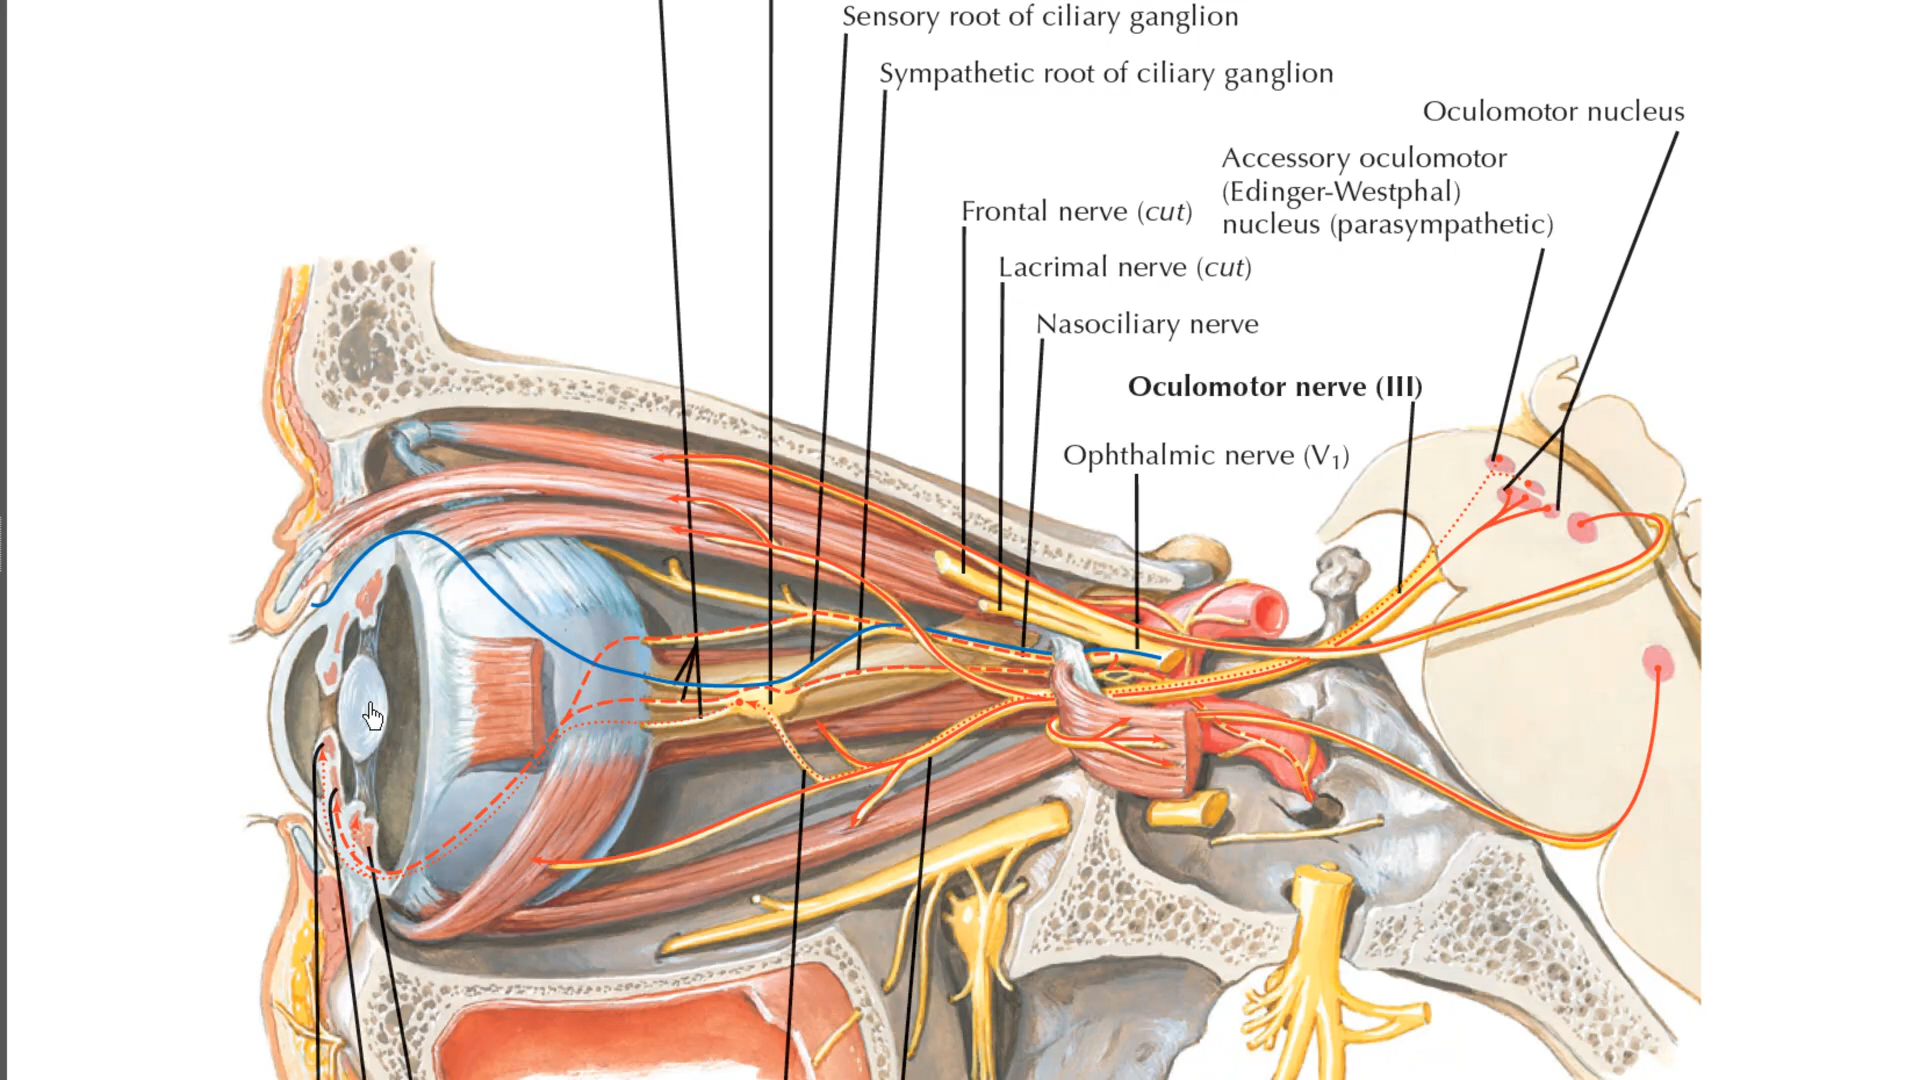 Sensory root of ciliary ganglion
Sympathetic root of ciliary ganglion
Oculomotor nucleus
Accessory oculomotor
(Edinger-Westphal)
nucleus (parasympathetic)
Frontal nerve (cut)
Lacrimal nerve (cut)
Nasociliary nerve
Oculomotor nerve (III)
Ophthalmic nerve (V₁)